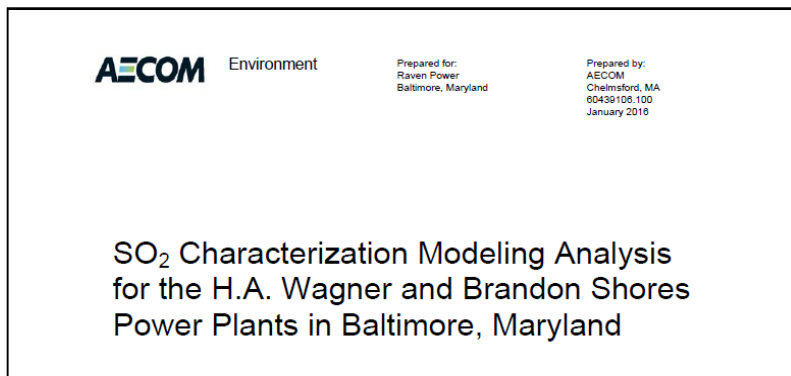 AECOM
Environment
Prepared for:
Raven Power
Baltimore, Maryland
Prepared by:
AECOM
Chelmsford, MA
60439106.100
January 2016
SO₂ Characterization Modeling Analysis
for the H.A. Wagner and Brandon Shores
Power Plants in Baltimore, Maryland